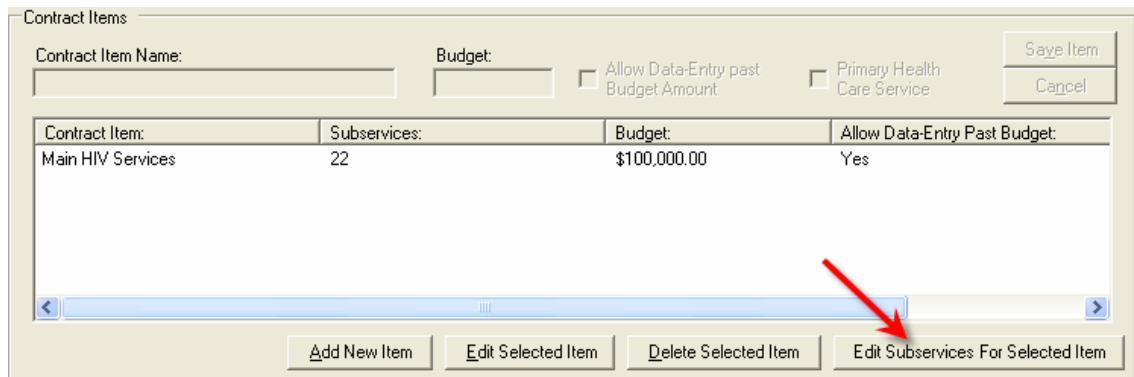 Contract Items
Contract Item Name:
Budget:
Allow Data-Entry past
Budget Amount
Primary Health
Care Service
Save Item
Cancel
Contract Item: Subservices: Budget: Allow Data-Entry Past Budget:
Main HIV Services 22 $100,000.00 Yes
Add New Item Edit Selected Item Delete Selected Item Edit Subservices For Selected Item